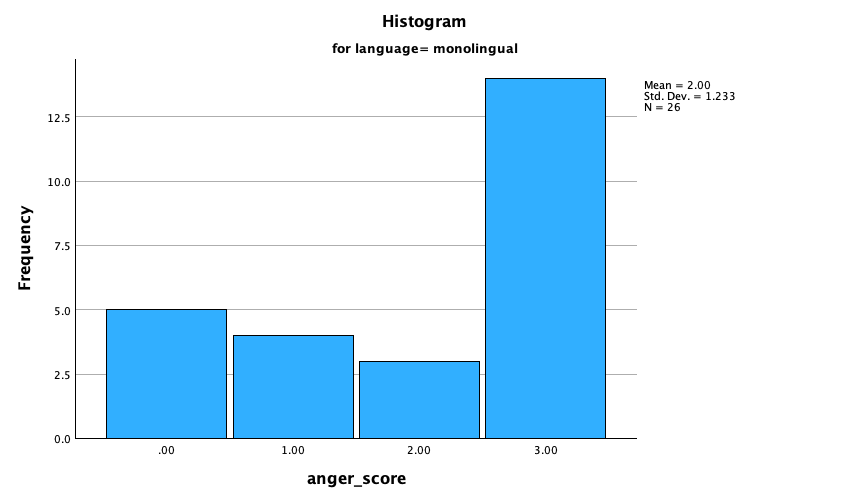 Histogram
for language= monolingual
Mean = 2.00
Std. Dev. = 1.233
N = 26
12.5
10.0
7.5
5.0
2.5
0.0
Frequency
.00 1.00 2.00 3.00
anger_score